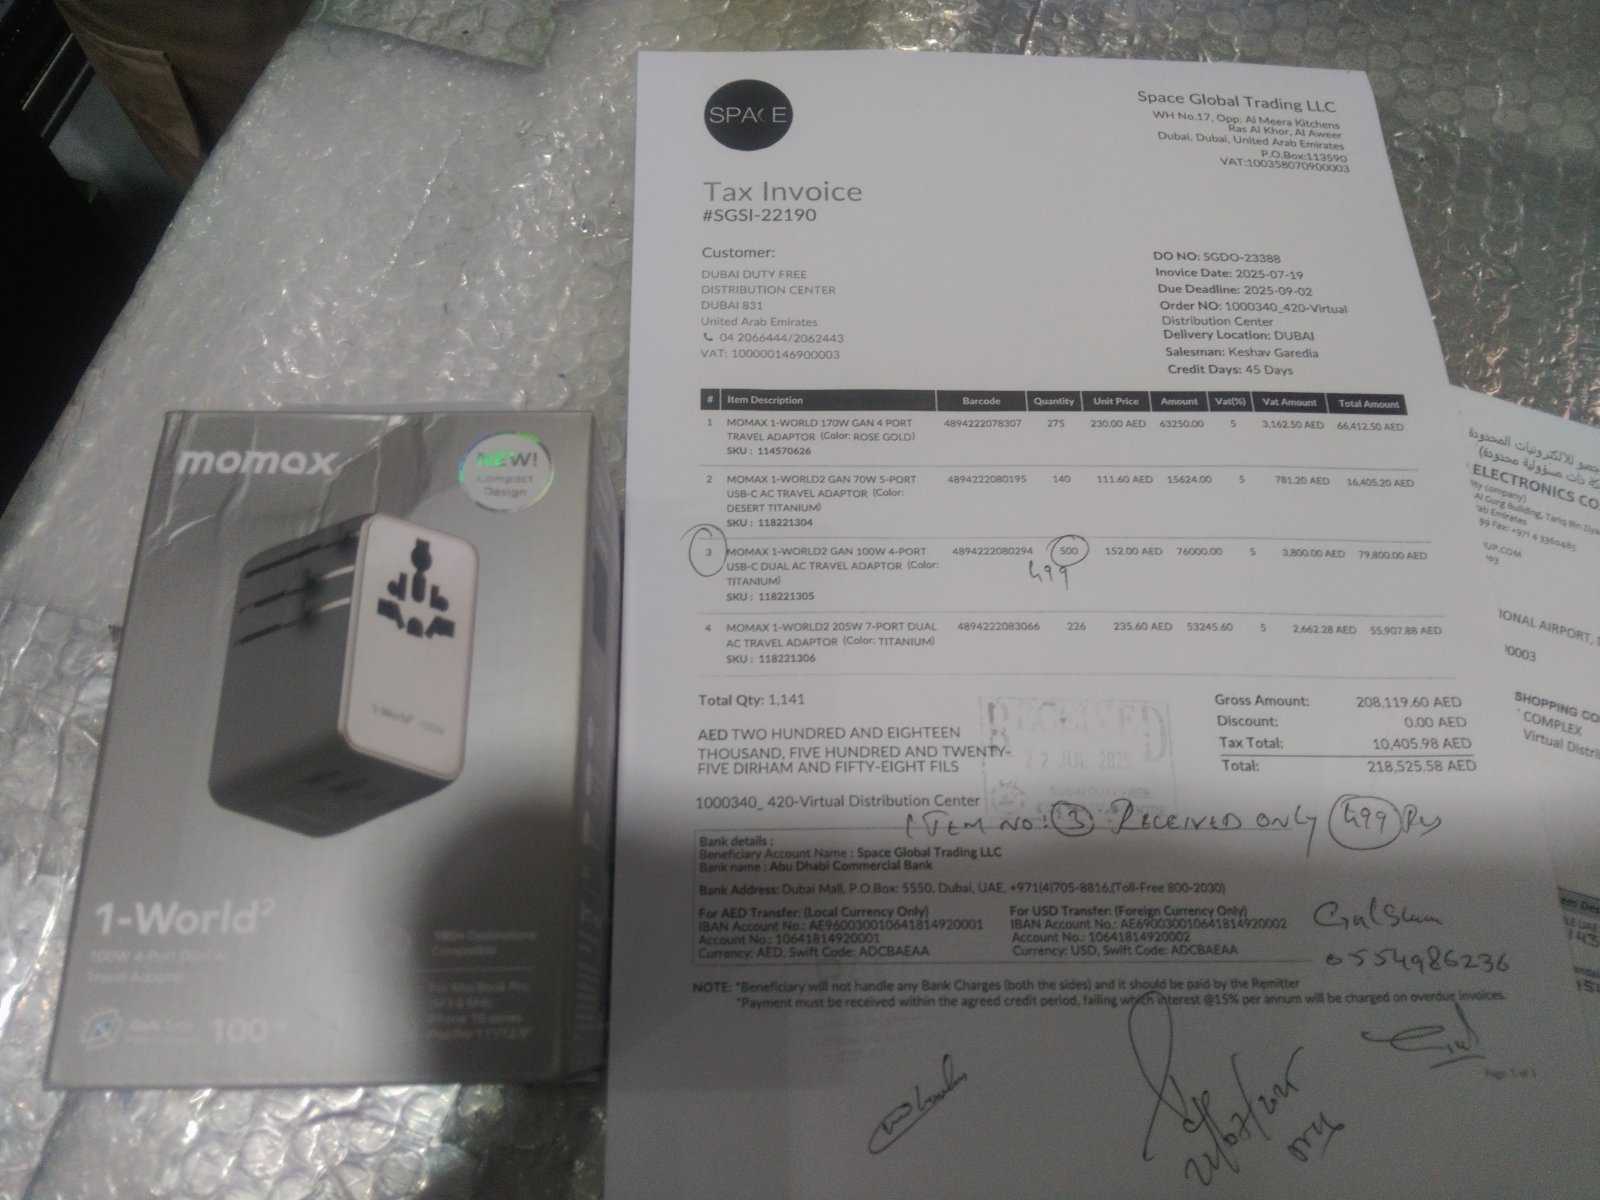 momax
NEW!
Compact
Design
1-World²
100W 4-Port Dual A
Travel Adaptor
100
SPACE
Space Global Trading LLC
WH No.17, Opp. Al Meera Kitchens
Ras Al Khor, Al Aweer
Dubai, Dubai, United Arab Emirates
P.O.Box:113590
VAT:100358070900003
Tax Invoice
#SGSI-22190
Customer:
DUBAI DUTY FREE
DISTRIBUTION CENTER
DUBAI 831
United Arab Emirates
04 2066444/2062443
VAT: 100000146900003
DO NO: SGDO-23388
Inovice Date: 2025-07-19
Due Deadline: 2025-09-02
Order NO: 1000340_420-Virtual
Distribution Center
Delivery Location: DUBAI
Salesman: Keshav Garedia
Credit Days: 45 Days
# Item Description Barcode Quantity Unit Price Amount Vat(%) Vat Amount Total Amount
1 MOMAX 1-WORLD 170W GAN 4 PORT 4894222078307 275 230.00 AED 63250.00 5 3,162.50 AED 66,412.50 AED
TRAVEL ADAPTOR (Color: ROSE GOLD)
SKU : 114570626
2 MOMAX 1-WORLD2 GAN 70W 5-PORT 4894222080195 140 111.60 AED 15624.00 5 781.20 AED 16,405.20 AED
USB-C AC TRAVEL ADAPTOR (Color:
DESERT TITANIUM)
SKU : 118221304
3 MOMAX 1-WORLD2 GAN 100W 4-PORT 4894222080294 500 152.00 AED 76000.00 5 3,800.00 AED 79,800.00 AED
USB-C DUAL AC TRAVEL ADAPTOR (Color: 499
TITANIUM)
SKU : 118221305
4 MOMAX 1-WORLD2 205W 7-PORT DUAL 4894222083066 226 235.60 AED 53245.60 5 2,662.28 AED 55,907.88 AED
AC TRAVEL ADAPTOR (Color: TITANIUM)
SKU : 118221306
Total Qty: 1,141
AED TWO HUNDRED AND EIGHTEEN
THOUSAND, FIVE HUNDRED AND TWENTY-
FIVE DIRHAM AND FIFTY-EIGHT FILS
Gross Amount: 208,119.60 AED
Discount: 0.00 AED
Tax Total: 10,405.98 AED
Total: 218,525.58 AED
RECEIVED
22 JUL 2025
1000340_ 420-Virtual Distribution Center
ITEM NO: 3 RECEIVED ONLY 499 Pcs
Bank details :
Beneficiary Account Name : Space Global Trading LLC
Bank name : Abu Dhabi Commercial Bank
Bank Address: Dubai Mall, P.O.Box: 5550, Dubai, UAE, +971(4)705-8816,(Toll-Free 800-2030)
For AED Transfer: (Local Currency Only)
IBAN Account No.: AE960030010641814920001
Account No.: 10641814920001
Currency: AED, Swift Code: ADCBAEAA
For USD Transfer: (Foreign Currency Only)
IBAN Account No.: AE690030010641814920002
Account No.: 10641814920002
Currency: USD, Swift Code: ADCBAEAA
0554986236
NOTE: *Beneficiary will not handle any Bank Charges (both the sides) and it should be paid by the Remitter
*Payment must be received within the agreed credit period, failing which interest @15% per annum will be charged on overdue invoices.
Page 1 of 1
ELECTRONICS CO
UP.COM
IONAL AIRPORT,
0003
SHOPPING CO
COMPLEX
Virtual Distri